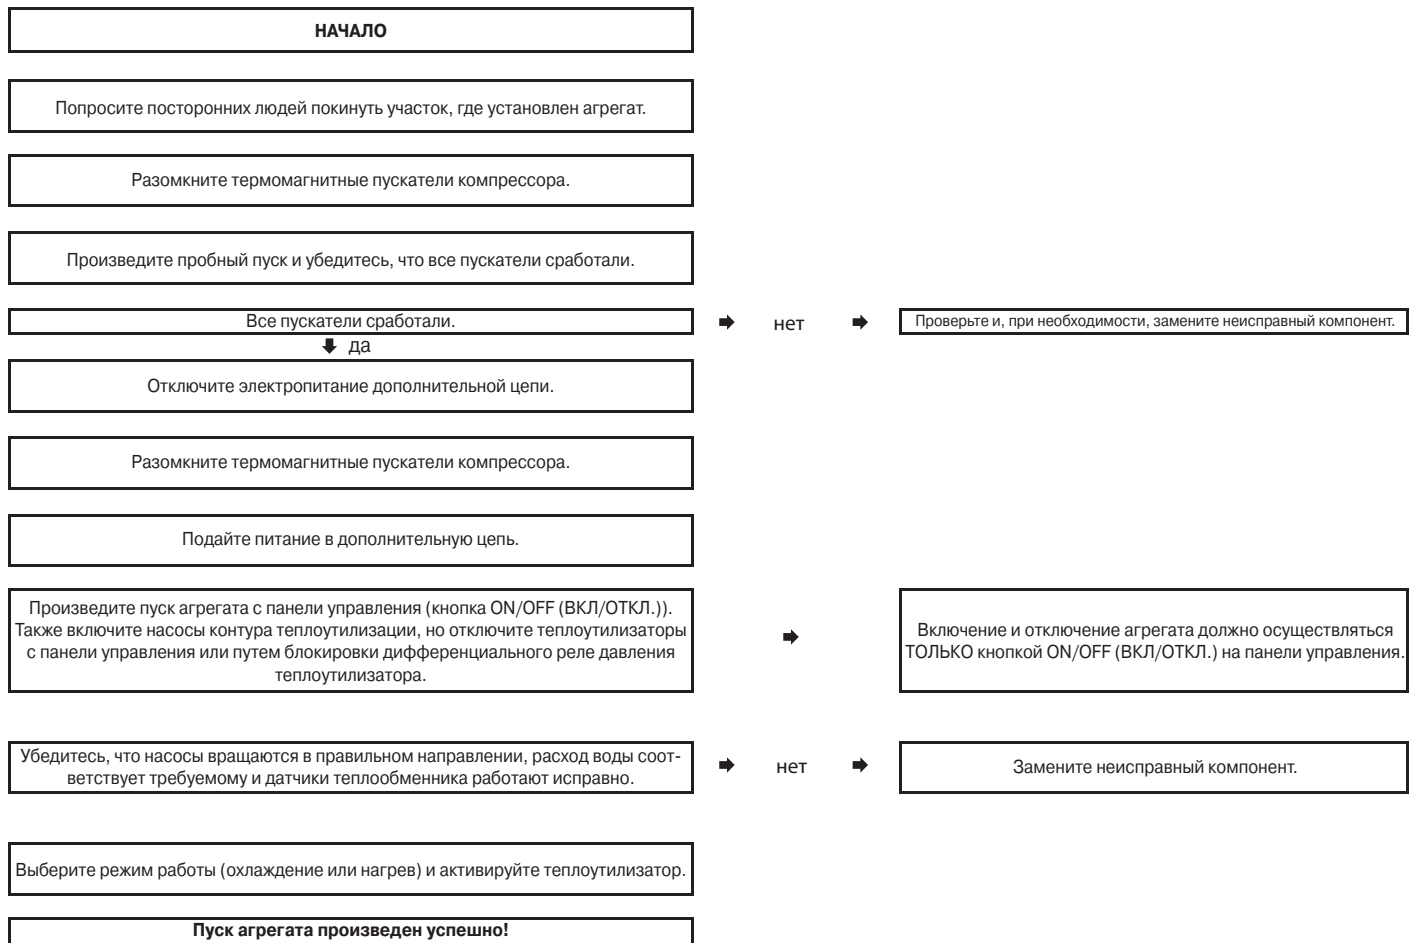 НАЧАЛО
Попросите посторонних людей покинуть участок, где установлен агрегат.
Разомкните термомагнитные пускатели компрессора.
Произведите пробный пуск и убедитесь, что все пускатели сработали.
Все пускатели сработали.
нет
Проверьте и, при необходимости, замените неисправный компонент.
да
Отключите электропитание дополнительной цепи.
Разомкните термомагнитные пускатели компрессора.
Подайте питание в дополнительную цепь.
Произведите пуск агрегата с панели управления (кнопка ON/OFF (ВКЛ/ОТКЛ.)).
Также включите насосы контура теплоутилизации, но отключите теплоутилизаторы
с панели управления или путем блокировки дифференциального реле давления
теплоутилизатора.
Включение и отключение агрегата должно осуществляться
ТОЛЬКО кнопкой ON/OFF (ВКЛ/ОТКЛ.) на панели управления.
Убедитесь, что насосы вращаются в правильном направлении, расход воды соот-
ветствует требуемому и датчики теплообменника работают исправно.
нет
Замените неисправный компонент.
Выберите режим работы (охлаждение или нагрев) и активируйте теплоутилизатор.
Пуск агрегата произведен успешно!